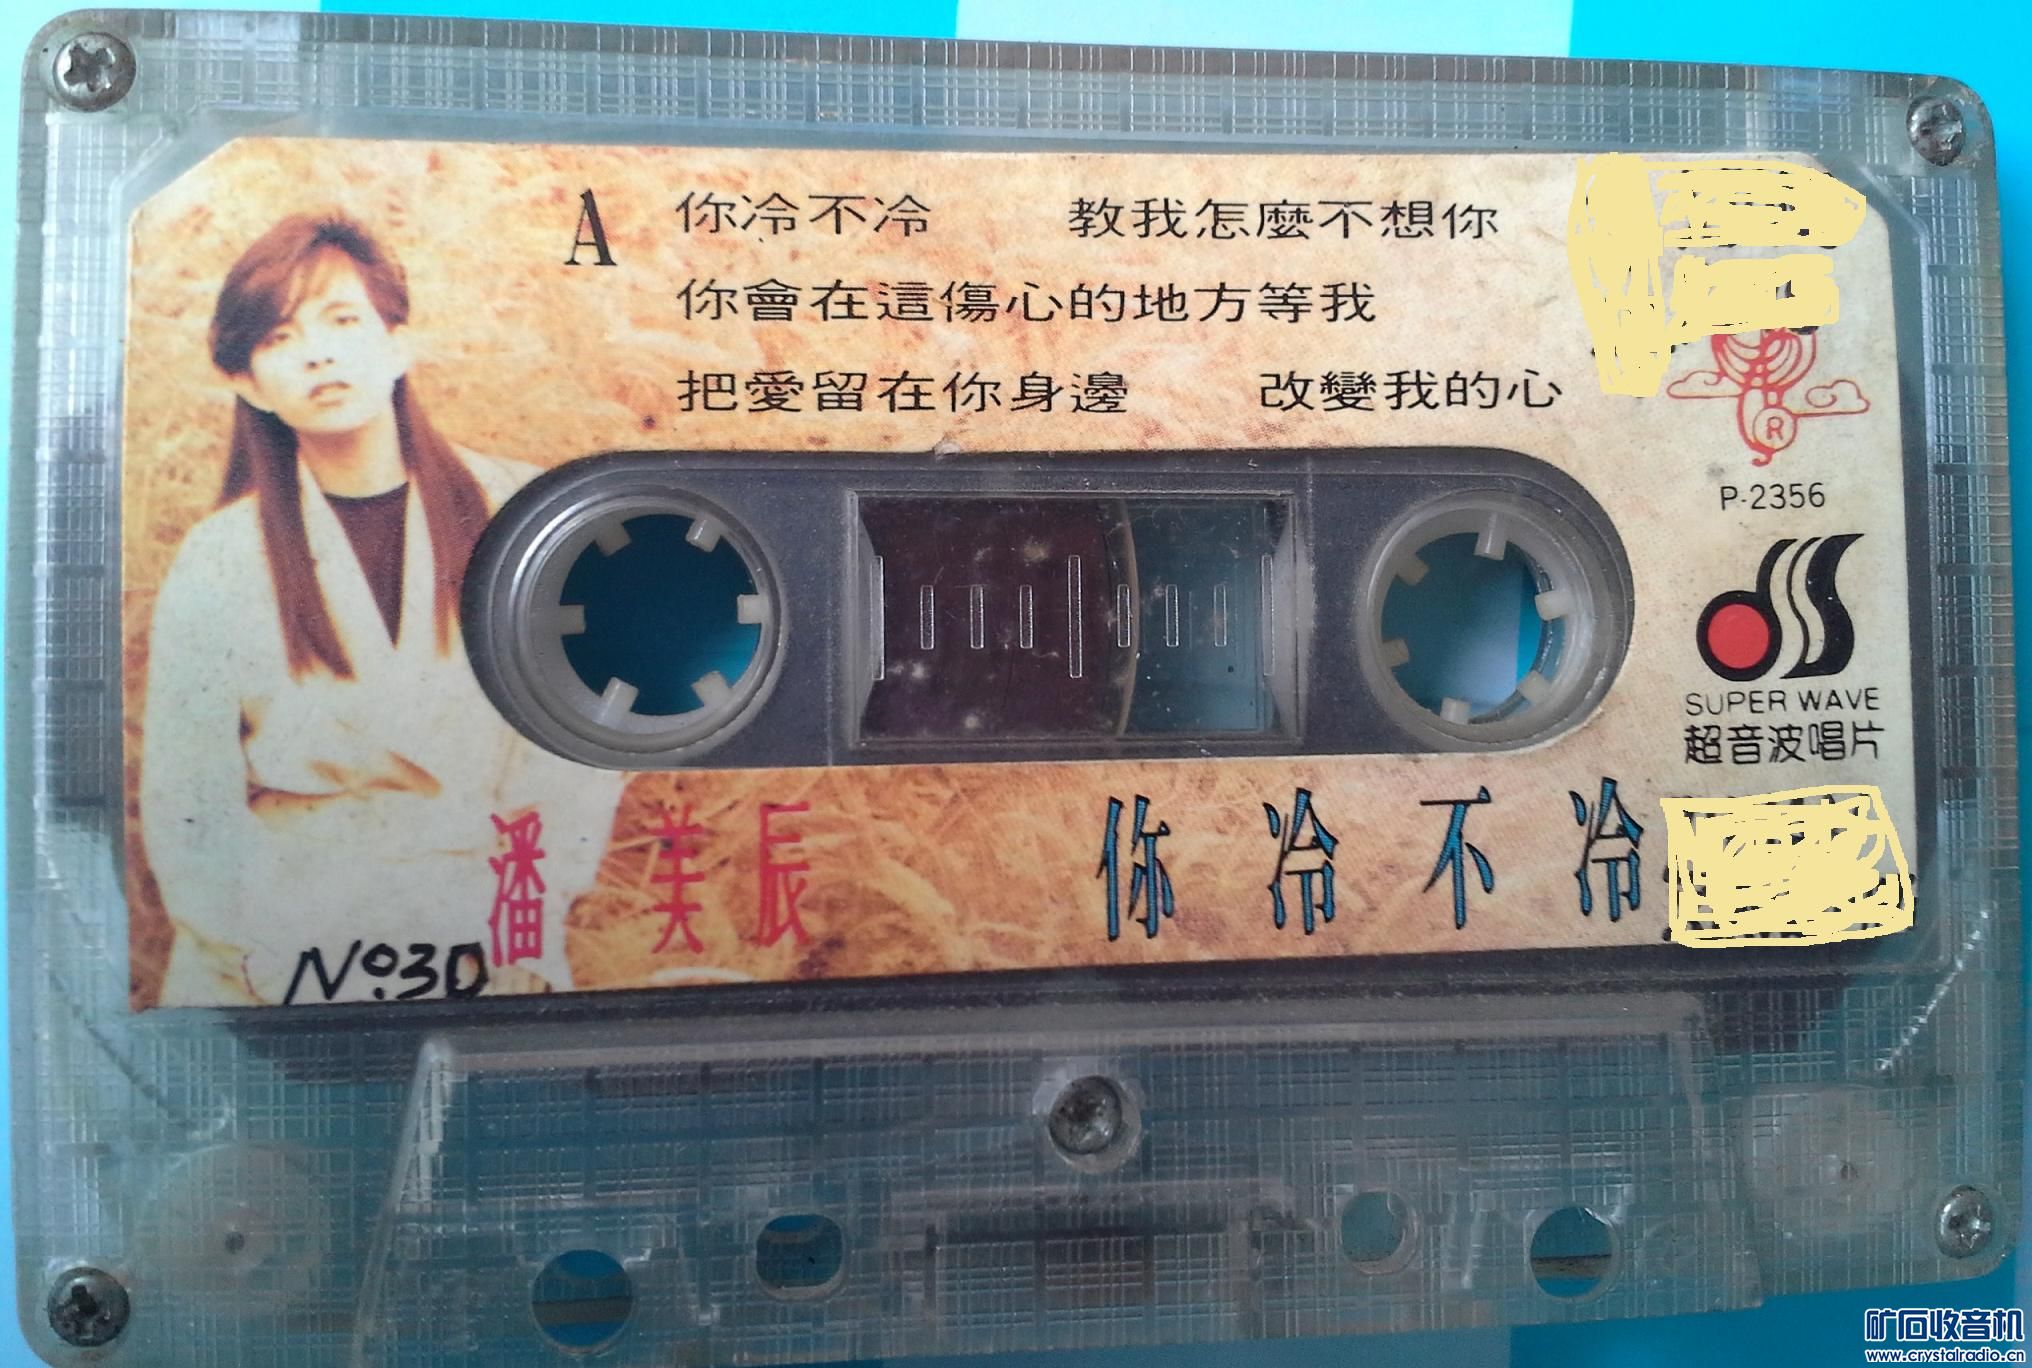 A
你冷不冷 教我怎麼不想你
你會在這傷心的地方等我
把愛留在你身邊 改變我的心
R
P-2356
SUPER WAVE
超音波唱片
潘美辰 你冷不冷
No.30
矿石收音机
www.crystalradio.cn